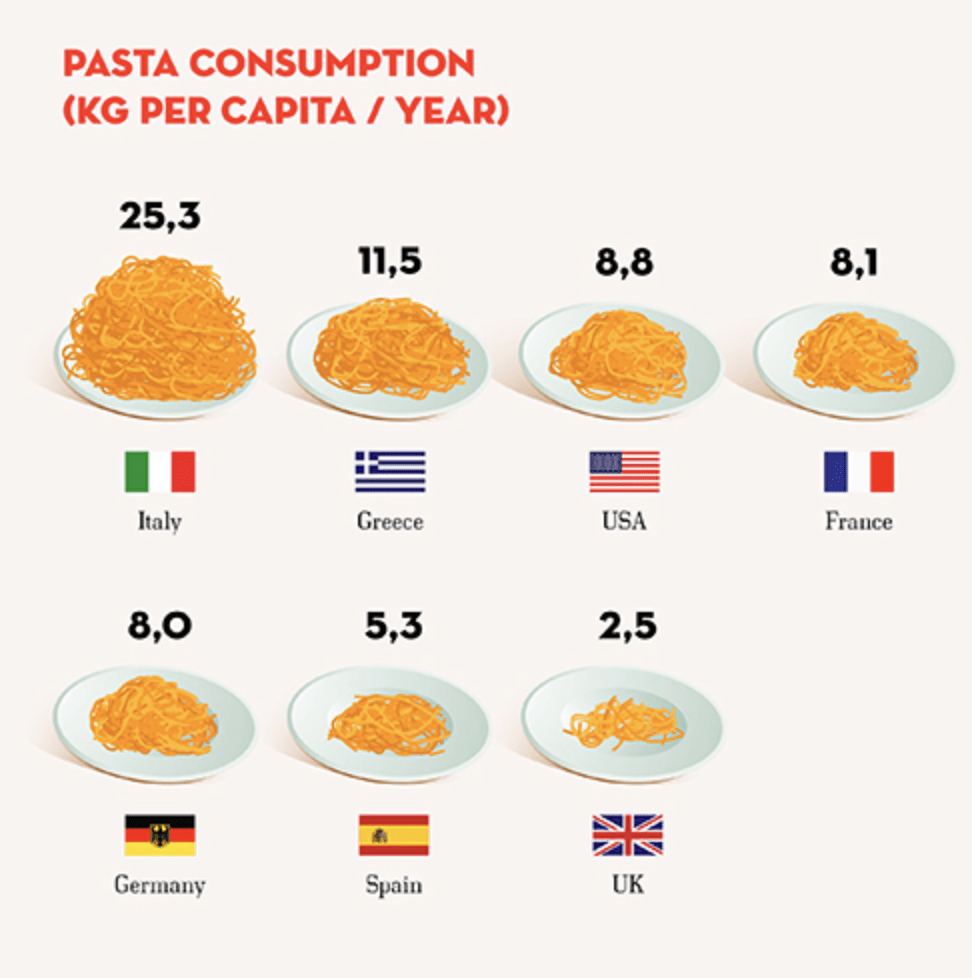 PASTA CONSUMPTION
(KG PER CAPITA / YEAR)
25,3
11,5
8,8
8,1
Italy
Greece
USA
France
8,0
5,3
2,5
Germany
Spain
UK